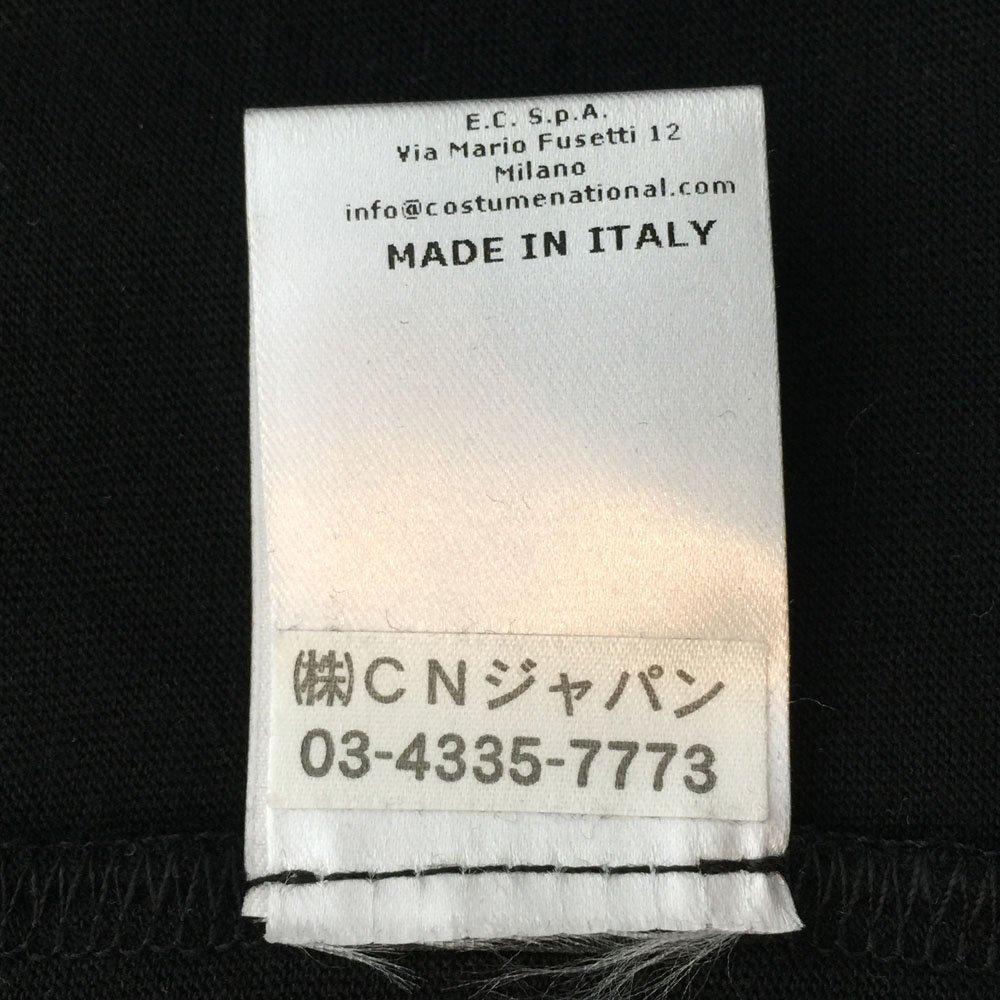 E.C. S.p.A.
Via Mario Fusetti 12
Milano
info@costumenational.com
MADE IN ITALY
㈱ＣＮジャパン
03-4335-7773